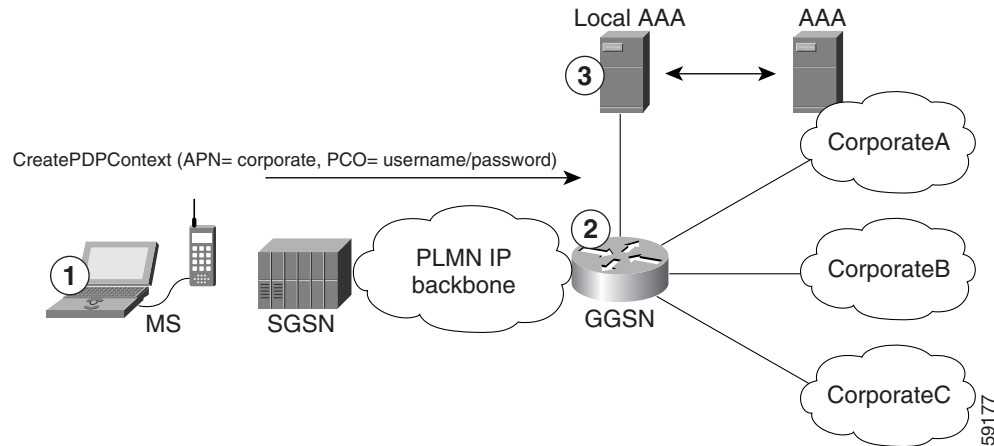 Local AAA
AAA
3
CorporateA
CreatePDPContext (APN= corporate, PCO= username/password)
2
1
PLMN IP
backbone
CorporateB
MS
SGSN
GGSN
CorporateC
59177